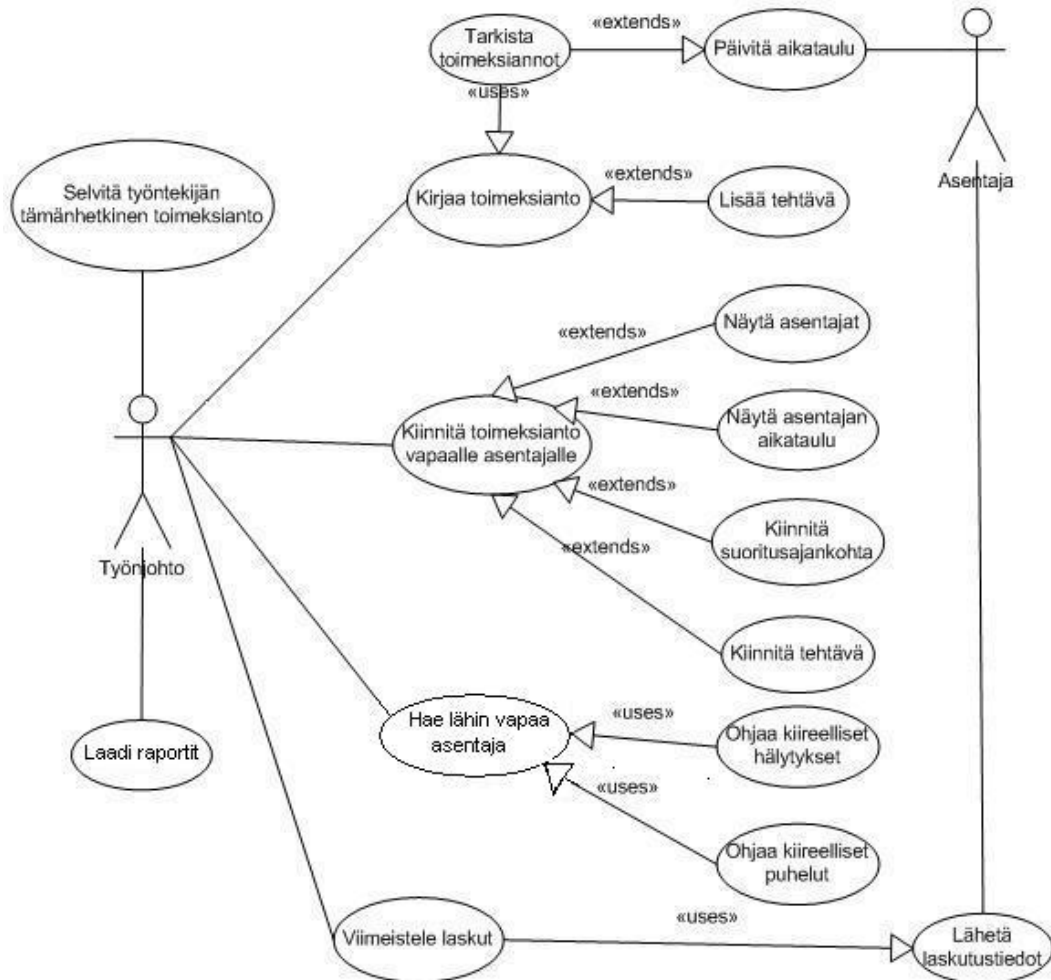 «extends»
Tarkista
toimeksiannot
Päivitä aikataulu
«uses»
Asentaja
Selvitä työntekijän
tämänhetkinen toimeksianto
Kirjaa toimeksianto
«extends»
Lisää tehtävä
Näytä asentajat
«extends»
«extends»
Näytä asentajan
aikataulu
Kiinnitä toimeksianto
vapaalle asentajalle
«extends»
Kiinnitä
suoritusajankohta
«extends»
Työnjohto
Kiinnitä tehtävä
Hae lähin vapaa
asentaja
«uses»
Ohjaa kiireelliset
hälytykset
Laadi raportit
«uses»
Ohjaa kiireelliset
puhelut
«uses»
Viimeistele laskut
Lähetä
laskutustiedot